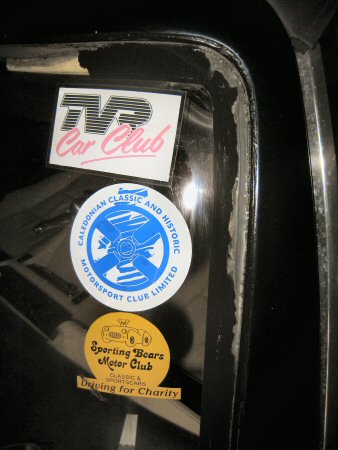 TVR
Car Club
CALEDONIAN CLASSIC AND HISTORIC
MOTORSPORT CLUB LIMITED
Sporting Bears
Motor Club
CLASSIC &
SPORTSCARS
Driving for Charity